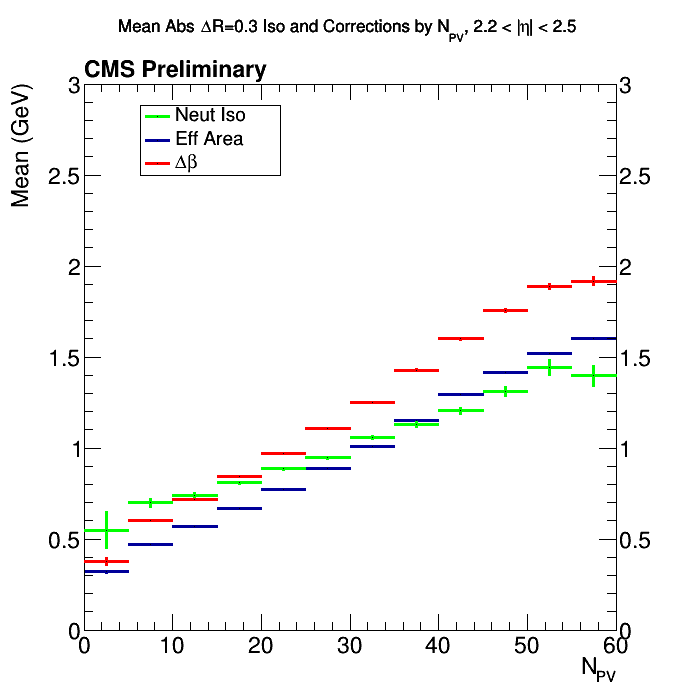 Mean Abs ΔR=0.3 Iso and Corrections by N_PV, 2.2 < |η| < 2.5
CMS Preliminary
Mean (GeV)
Neut Iso
Eff Area
Δβ
3 3
2.5 2.5
2 2
1.5 1.5
1 1
0.5 0.5
0 0
0 10 20 30 40 50 60
N_PV